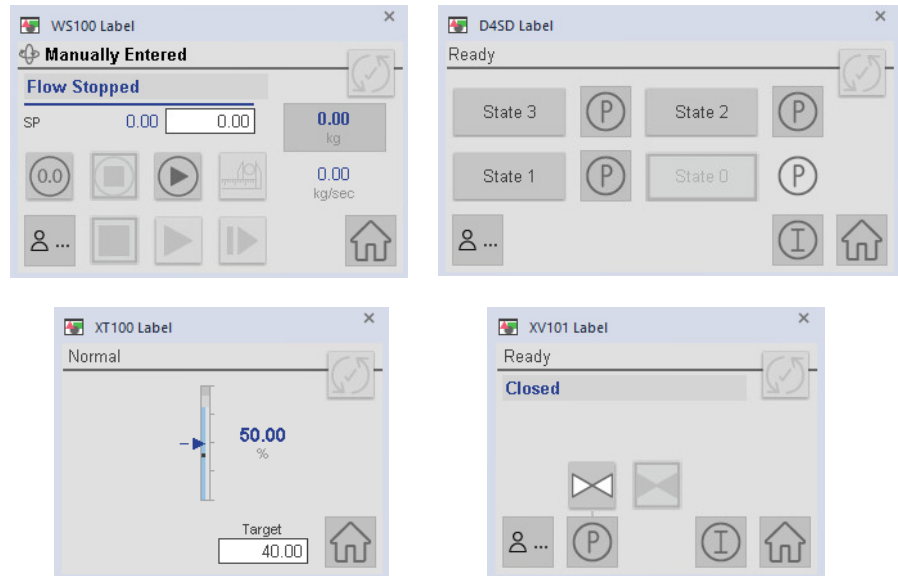 WS100 Label
Manually Entered
Flow Stopped
SP 0.00 0.00 0.00
kg
0.0
0.00
kg/sec
...
D4SD Label
Ready
State 3 P State 2 P
State 1 P State 0 P
... I
XT100 Label
Normal
50.00
%
Target
40.00
XV101 Label
Ready
Closed
... P I